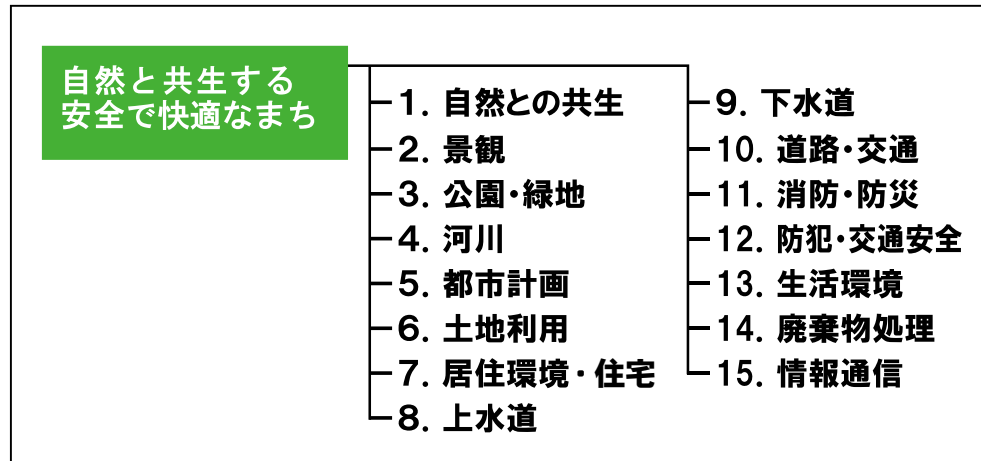 自然と共生する
安全で快適なまち
1. 自然との共生
2. 景観
3. 公園・緑地
4. 河川
5. 都市計画
6. 土地利用
7. 居住環境・住宅
8. 上水道
9. 下水道
10. 道路・交通
11. 消防・防災
12. 防犯・交通安全
13. 生活環境
14. 廃棄物処理
15. 情報通信